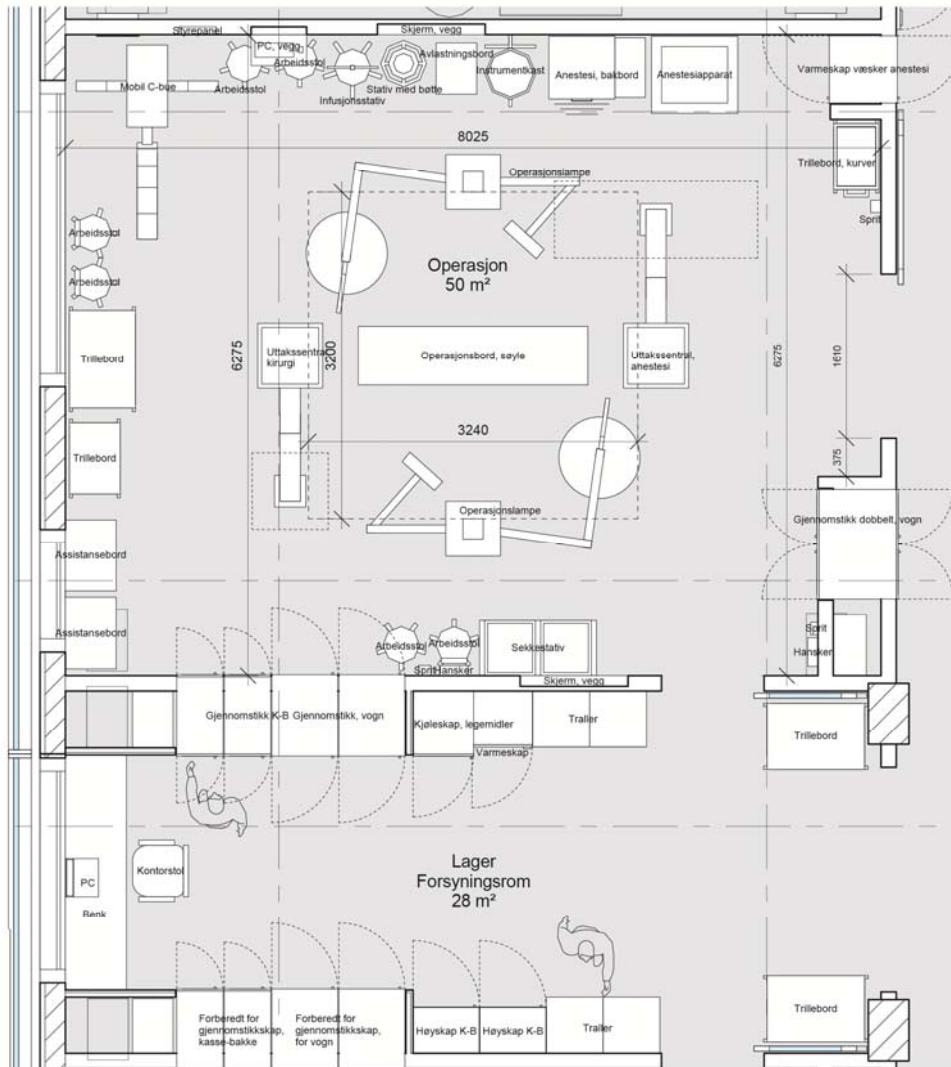 Styrepanel
Skjerm, vegg
PC, vegg
Arbeidsstol
Arbeidsstol
Avlastningsbord
Mobil C-bue
Infusjonsstativ
Stativ med bøtte
Instrumentkast
Anestesi, bakbord
Anestesiapparat
Varmeskap væsker anestesi
8025
Trillebord, kurver
Operasjonslampe
Sprit
Arbeidsstol
Arbeidsstol
Operasjon
50 m²
6275
3200
6275
1610
Trillebord
Uttakssentral,
kirurgi
Operasjonsbord, søyle
Uttakssentral,
anestesi
3240
375
Trillebord
Operasjonslampe
Gjennomstikk dobbelt, vogn
Assistansebord
Assistansebord
Arbeidsstol
Arbeidsstol
Sekkestativ
Sprit
Hansker
Sprit
Hansker
Skjerm, vegg
Gjennomstikk K-B
Gjennomstikk, vogn
Kjøleskap, legemidler
Traller
Varmeskap
Trillebord
Lager
Forsyningsrom
28 m²
PC
Kontorstol
Benk
Forberedt for
gjennomstikkskap,
kasse-bakke
Forberedt for
gjennomstikkskap,
for vogn
Høyskap K-B
Høyskap K-B
Traller
Trillebord